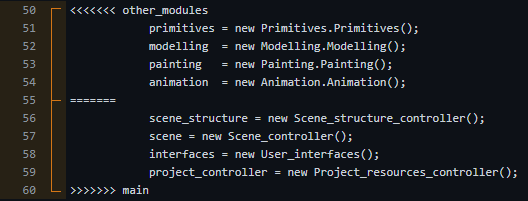 50 <<<<<<< other_modules
51 primitives = new Primitives.Primitives();
52 modelling  = new Modelling.Modelling();
53 painting   = new Painting.Painting();
54 animation  = new Animation.Animation();
55 =======
56 scene_structure = new Scene_structure_controller();
57 scene = new Scene_controller();
58 interfaces = new User_interfaces();
59 project_controller = new Project_resources_controller();
60 >>>>>>> main